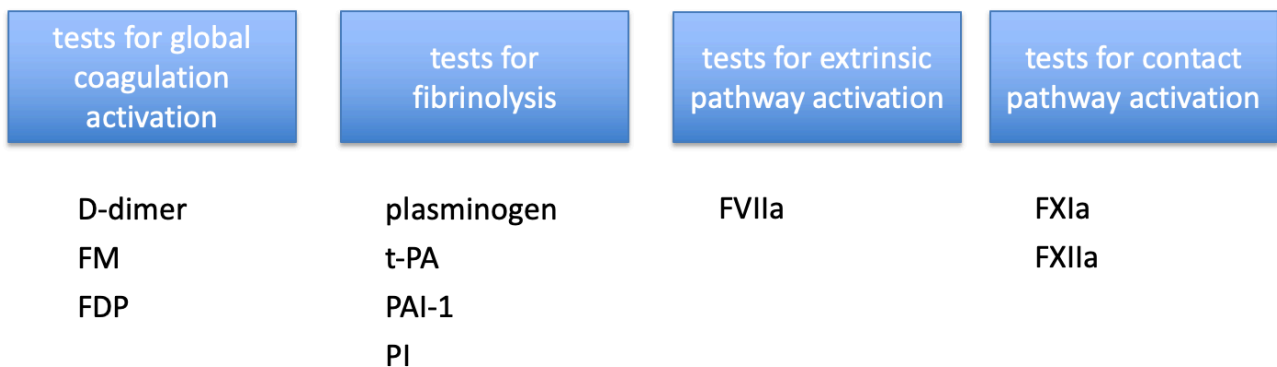 tests for global
coagulation
activation
tests for
fibrinolysis
tests for extrinsic
pathway activation
tests for contact
pathway activation
D-dimer
FM
FDP
plasminogen
t-PA
PAI-1
PI
FVIIa
FXIa
FXIIa